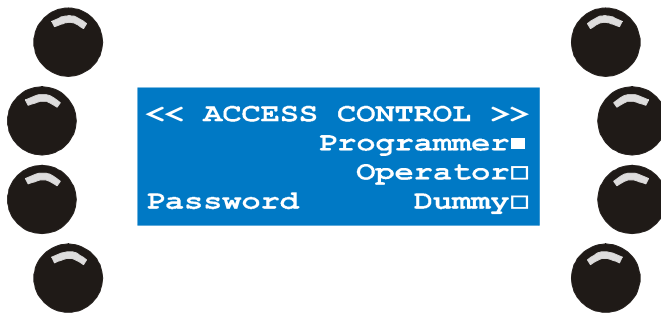 << ACCESS CONTROL >>
Programmer■
Operator□
Password Dummy□